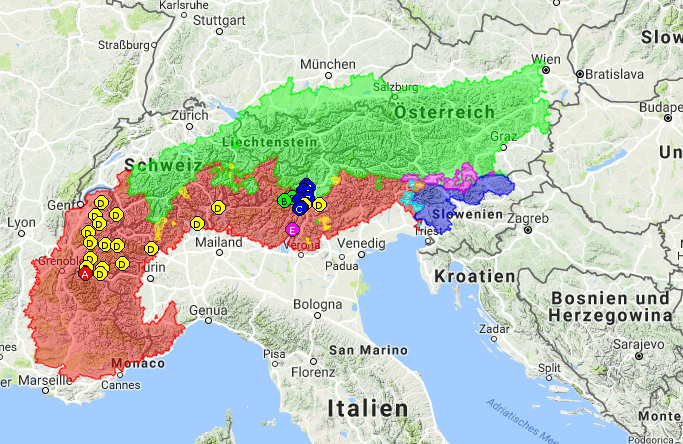 Karlsruhe
Stuttgart
Straßburg
München
Wien
Bratislava
Slow
Salzburg
Österreich
Budape
Zürich
Liechtenstein
Graz
Un
Schweiz
Genf
B
D
C
D
Slowenien
Zagreb
Lyon
D
D
D
D
D
D
D
D
D
D
D
E
Mailand
Verona
Venedig
Triest
Padua
Grenoble
A
D
D
D
D
Turin
Kroatien
Bosnien und
Herzegowina
Genua
Bologna
Zadar
Sarajevo
Monaco
Marseille
Cannes
Pisa
San Marino
Florenz
Split
Italien
Adriatisches Mee
Monte
Podgorica